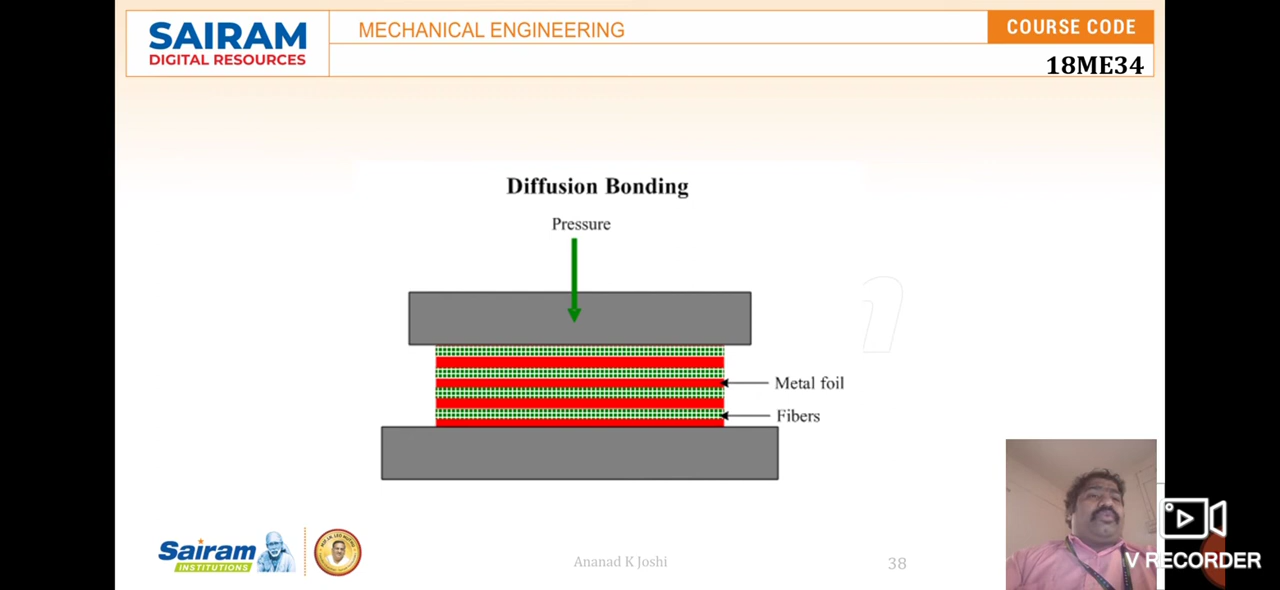 SAIRAM
DIGITAL RESOURCES
MECHANICAL ENGINEERING
COURSE CODE
18ME34
Diffusion Bonding
Pressure
Metal foil
Fibers
Sairam
INSTITUTIONS
Ananad K Joshi
38
V RECORDER